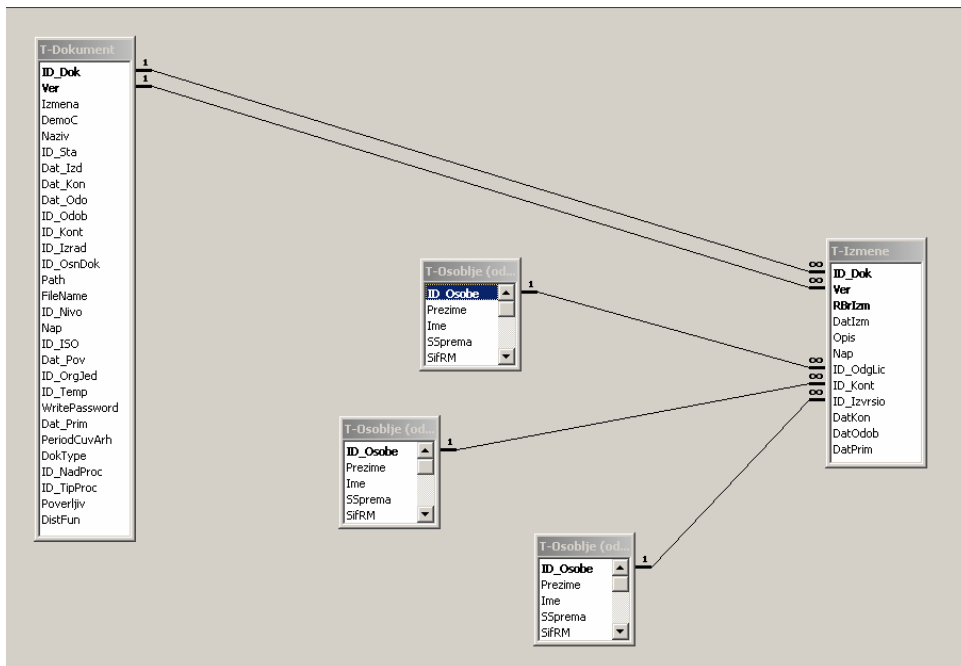 T-Dokument
ID_Dok
Ver
Izmena
DemoC
Naziv
ID_Sta
Dat_Izd
Dat_Kon
Dat_Odo
ID_Odob
ID_Kont
ID_Izrad
ID_OsnDok
Path
FileName
ID_Nivo
Nap
ID_ISO
Dat_Pov
ID_OrgJed
ID_Temp
WritePassword
Dat_Prim
PeriodCuvArh
DokType
ID_NadProc
ID_TipProc
Poverljiv
DistFun
1
1
T-Osoblje (od...
ID_Osobe
Prezime
Ime
SSprema
SifRM
1
T-Osoblje (od...
ID_Osobe
Prezime
Ime
SSprema
SifRM
1
T-Osoblje (od...
ID_Osobe
Prezime
Ime
SSprema
SifRM
1
T-Izmene
ID_Dok
Ver
RBrIzm
DatIzm
Opis
Nap
ID_OdgLic
ID_Kont
ID_Izvrsio
DatKon
DatOdob
DatPrim
∞
∞
∞
∞
∞